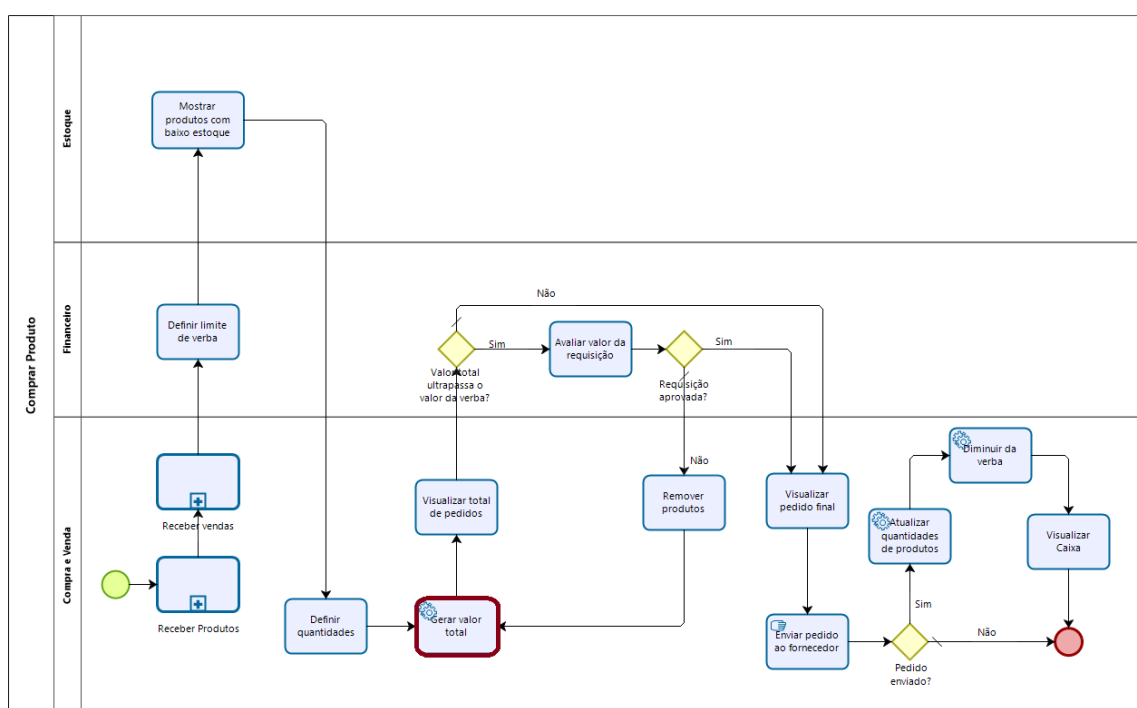 Comprar Produto
Estoque
Mostrar
produtos com
baixo estoque
Financeiro
Definir limite
de verba
Não
Valor total
ultrapassa o
valor da verba?
Sim
Avaliar valor da
requisição
Sim
Requisição
aprovada?
Compra e Venda
Receber vendas
Receber Produtos
Definir
quantidades
Gerar valor
total
Visualizar total
de pedidos
Não
Remover
produtos
Visualizar
pedido final
Enviar pedido
ao fornecedor
Pedido
enviado?
Sim
Não
Atualizar
quantidades
de produtos
Diminuir da
verba
Visualizar
Caixa